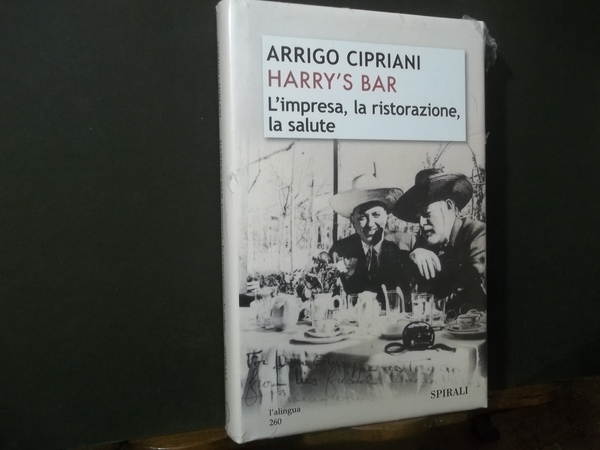 ARRIGO CIPRIANI
HARRY'S BAR
L'impresa, la ristorazione,
la salute
l'alingua
260
SPIRALI